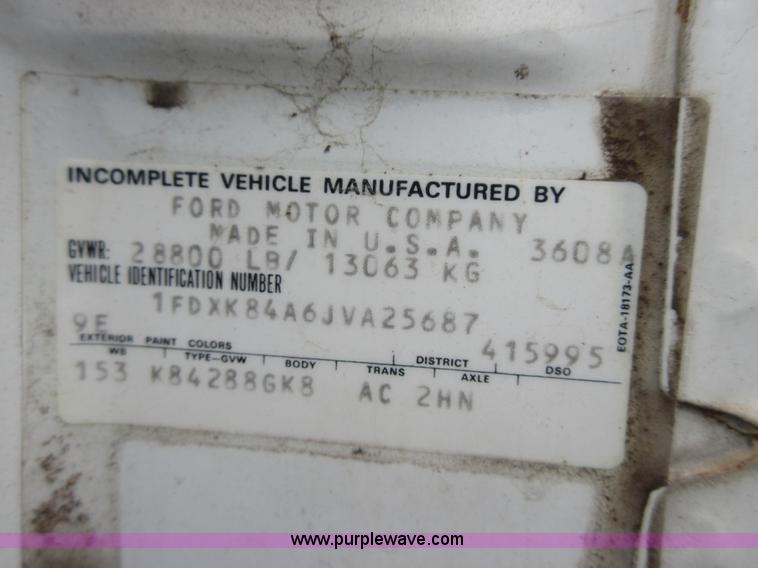 INCOMPLETE VEHICLE MANUFACTURED BY
FORD MOTOR COMPANY
MADE IN U.S.A. 3608A
GVWR: 28800 LB/ 13063 KG
VEHICLE IDENTIFICATION NUMBER
1FDXK84A6JVA25687
9E 415995
EXTERIOR PAINT COLORS DISTRICT DSO
WB TYPE-GVW BODY TRANS AXLE
153 K84288GK8 AC 2HN
EOTA-18173-AA
www.purplewave.com